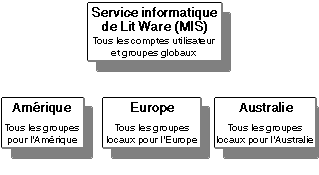 Service informatique
de Lit Ware (MIS)
Tous les comptes utilisateur
et groupes globaux
Amérique
Tous les groupes
pour l'Amérique
Europe
Tous les groupes
locaux pour l'Europe
Australie
Tous les groupes
locaux pour l'Australie